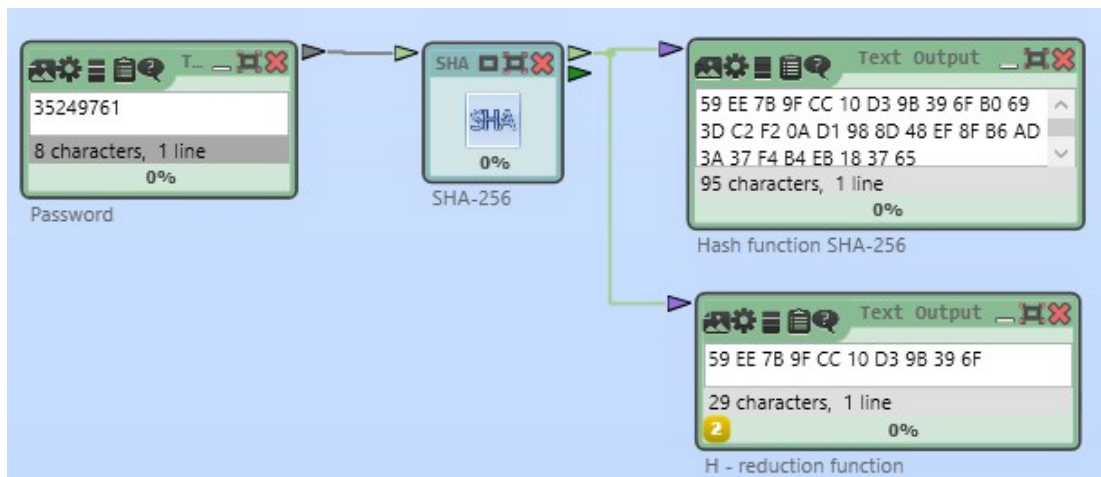 T...
35249761
8 characters, 1 line
0%
Password
SHA
SHA
0%
SHA-256
Text Output
59 EE 7B 9F CC 10 D3 9B 39 6F B0 69
3D C2 F2 0A D1 98 8D 48 EF 8F B6 AD
3A 37 F4 B4 EB 18 37 65
95 characters, 1 line
0%
Hash function SHA-256
Text Output
59 EE 7B 9F CC 10 D3 9B 39 6F
29 characters, 1 line
2
0%
H - reduction function